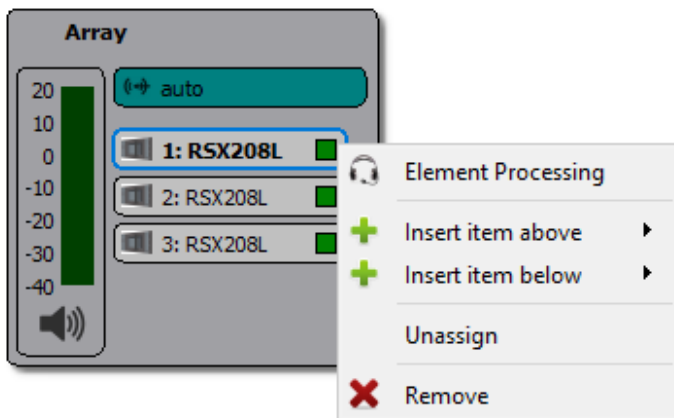 Array
20
10
0
-10
-20
-30
-40
auto
1: RSX208L
2: RSX208L
3: RSX208L
Element Processing
Insert item above
Insert item below
Unassign
Remove